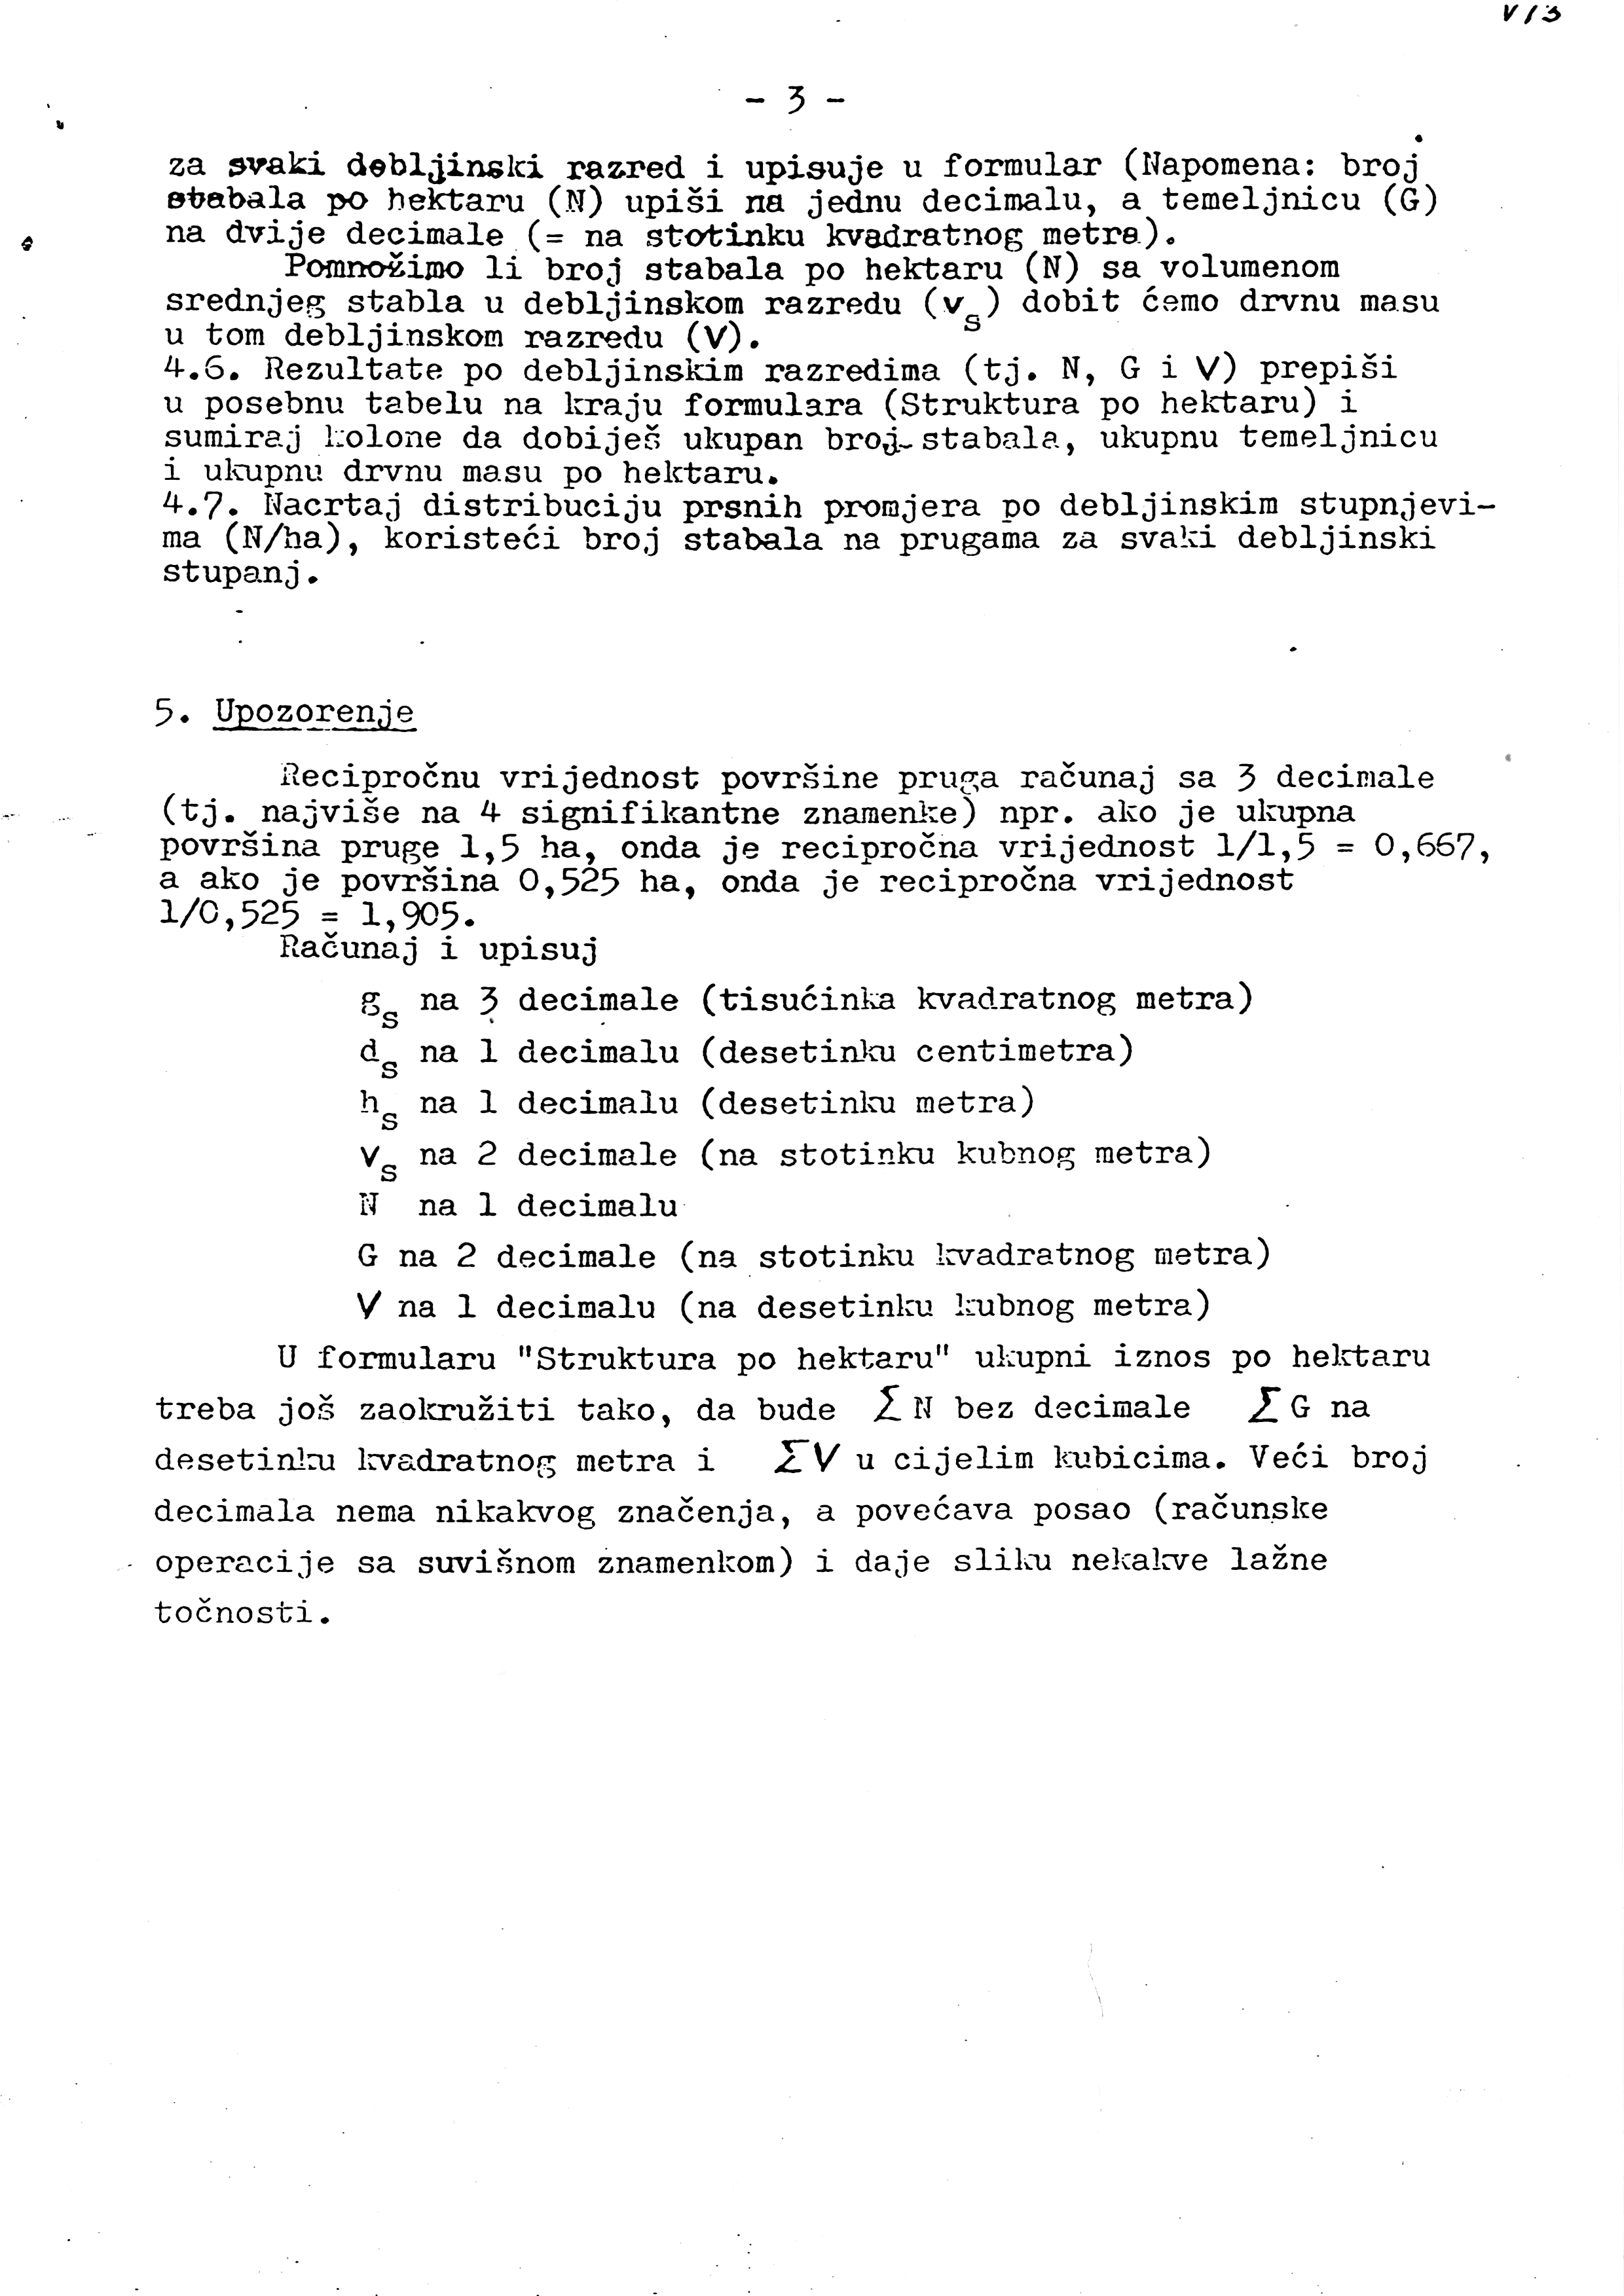 V/3
- 3 -
za svaki debljinski razred i upisuje u formular (Napomena: broj
stabala po hektaru (N) upiši na jednu decimalu, a temeljnicu (G)
na dvije decimale (= na stotinku kvadratnog metra).
Pomnožimo li broj stabala po hektaru (N) sa volumenom
srednjeg stabla u debljinskom razredu (vs) dobit ćemo drvnu masu
u tom debljinskom razredu (V).
4.6. Rezultate po debljinskim razredima (tj. N, G i V) prepiši
u posebnu tabelu na kraju formulara (Struktura po hektaru) i
sumiraj kolone da dobiješ ukupan broj stabala, ukupnu temeljnicu
i ukupnu drvnu masu po hektaru.
4.7. Nacrtaj distribuciju prsnih promjera po debljinskim stupnjevi-
ma (N/ha), koristeći broj stabala na prugama za svaki debljinski
stupanj.
5. Upozorenje
Recipročnu vrijednost površine pruga računaj sa 3 decimale
(tj. najviše na 4 signifikantne znamenke) npr. ako je ukupna
površina pruge 1,5 ha, onda je recipročna vrijednost 1/1,5 = 0,667,
a ako je površina 0,525 ha, onda je recipročna vrijednost
1/0,525 = 1,905.
Računaj i upisuj
gs na 3 decimale (tisućinka kvadratnog metra)
ds na 1 decimalu (desetinku centimetra)
hs na 1 decimalu (desetinku metra)
vs na 2 decimale (na stotinku kubnog metra)
N na 1 decimalu
G na 2 decimale (na stotinku kvadratnog metra)
V na 1 decimalu (na desetinku kubnog metra)
U formularu "Struktura po hektaru" ukupni iznos po hektaru
treba još zaokružiti tako, da bude ΣN bez decimale ΣG na
desetinku kvadratnog metra i ΣV u cijelim kubicima. Veći broj
decimala nema nikakvog značenja, a povećava posao (računske
operacije sa suvišnom znamenkom) i daje sliku nekakve lažne
točnosti.